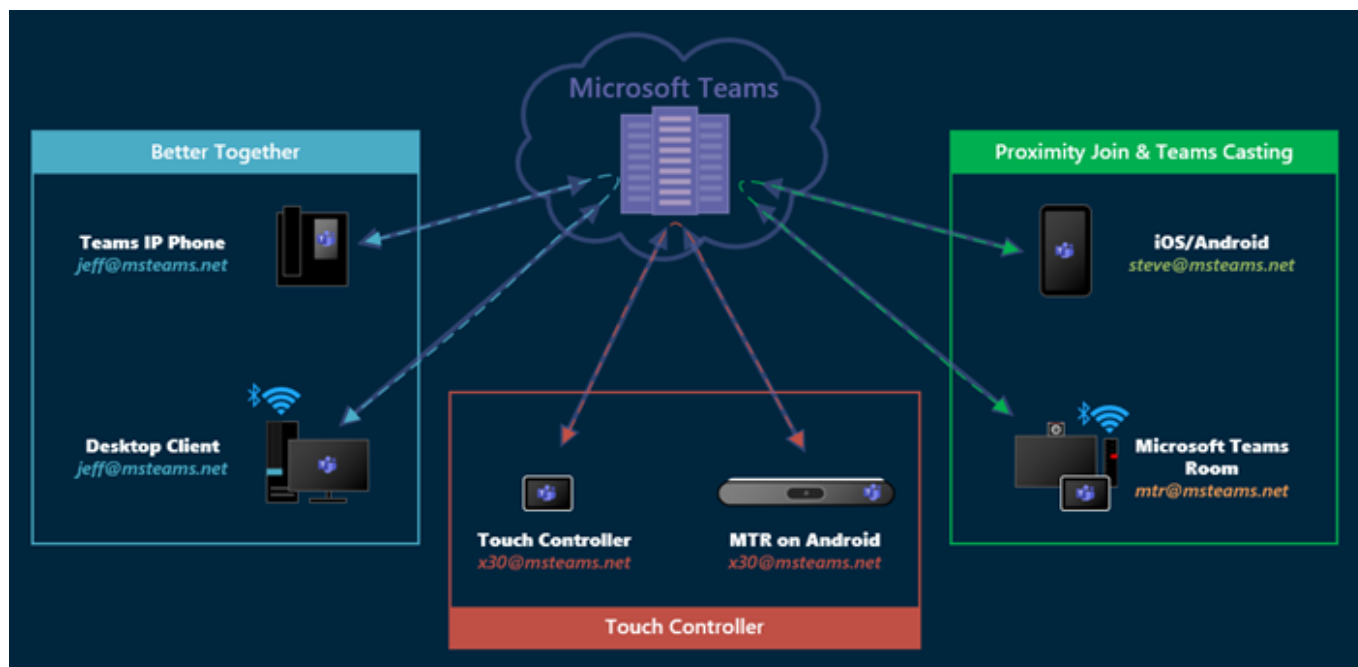 Microsoft Teams
Better Together
Teams IP Phone
jeff@msteams.net
Desktop Client
jeff@msteams.net
Touch Controller
x30@msteams.net
MTR on Android
x30@msteams.net
Touch Controller
Proximity Join & Teams Casting
iOS/Android
steve@msteams.net
Microsoft Teams
Room
mtr@msteams.net